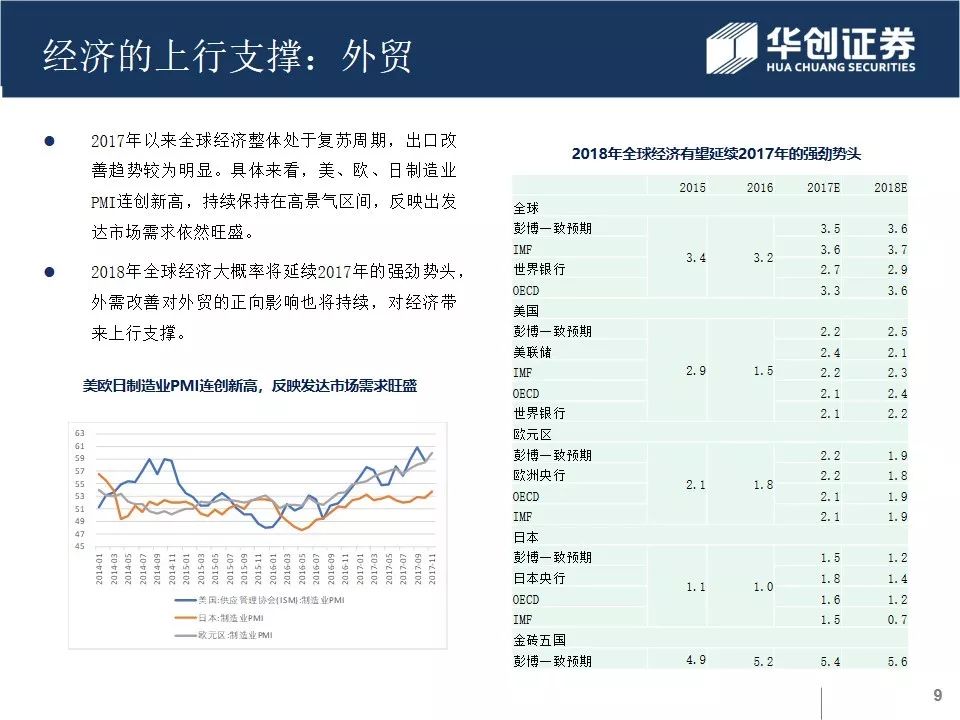 经济的上行支撑：外贸
华创证券
HUA CHUANG SECURITIES
● 2017年以来全球经济整体处于复苏周期，出口改
善趋势较为明显。具体来看，美、欧、日制造业
PMI连创新高，持续保持在高景气区间，反映出发
达市场需求依然旺盛。
● 2018年全球经济大概率将延续2017年的强劲势头，
外需改善对外贸的正向影响也将持续，对经济带
来上行支撑。
美欧日制造业PMI连创新高，反映发达市场需求旺盛
63
61
59
57
55
53
51
49
47
45
2014-01 2014-03 2014-05 2014-07 2014-09 2014-11 2015-01 2015-03 2015-05 2015-07 2015-09 2015-11 2016-01 2016-03 2016-05 2016-07 2016-09 2016-11 2017-01 2017-03 2017-05 2017-07 2017-09 2017-11
美国:供应管理协会(ISM):制造业PMI
日本:制造业PMI
欧元区:制造业PMI
2018年全球经济有望延续2017年的强劲势头
2015 2016 2017E 2018E
全球
彭博一致预期 3.5 3.6
IMF 3.6 3.7
3.4 3.2
世界银行 2.7 2.9
OECD 3.3 3.6
美国
彭博一致预期 2.2 2.5
美联储 2.4 2.1
IMF 2.9 1.5 2.2 2.3
OECD 2.1 2.4
世界银行 2.1 2.2
欧元区
彭博一致预期 2.2 1.9
欧洲央行 2.2 1.8
2.1 1.8
OECD 2.1 1.9
IMF 2.1 1.9
日本
彭博一致预期 1.5 1.2
日本央行 1.8 1.4
1.1 1.0
OECD 1.6 1.2
IMF 1.5 0.7
金砖五国
彭博一致预期 4.9 5.2 5.4 5.6
9